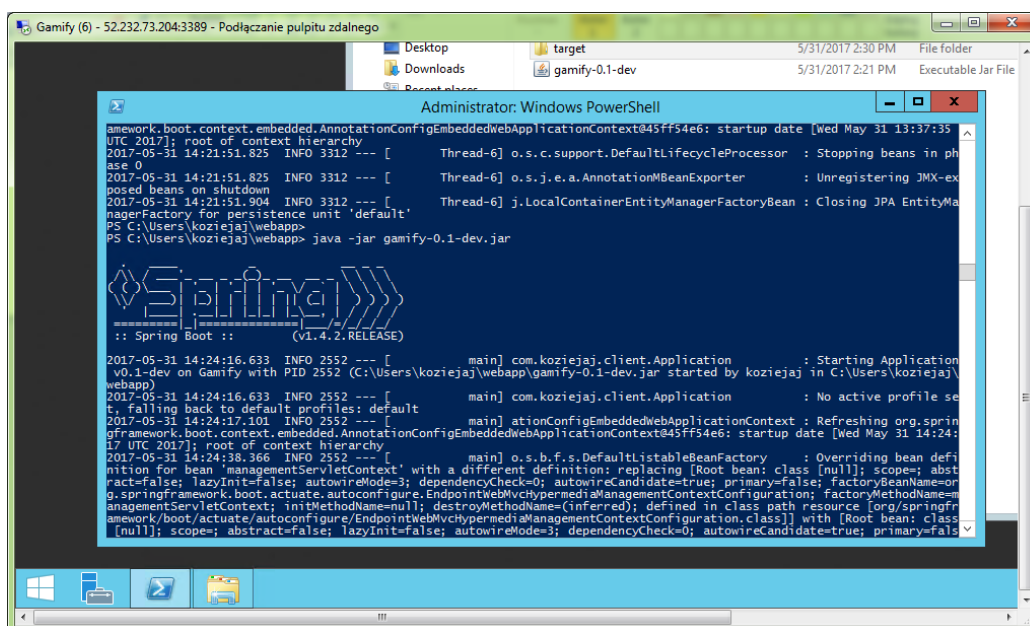 Gamify (6) - 52.232.73.204:3389 - Podłączanie pulpitu zdalnego
Desktop
target
5/31/2017 2:30 PM
File folder
Downloads
gamify-0.1-dev
5/31/2017 2:21 PM
Executable Jar File
Recent places
Administrator: Windows PowerShell
amework.boot.context.embedded.AnnotationConfigEmbeddedWebApplicationContext@45ff54e6: startup date [Wed May 31 13:37:35
UTC 2017]; root of context hierarchy
2017-05-31 14:21:51.825  INFO 3312 --- [       Thread-6] o.s.c.support.DefaultLifecycleProcessor  : Stopping beans in ph
ase 0
2017-05-31 14:21:51.825  INFO 3312 --- [       Thread-6] o.s.j.e.a.AnnotationMBeanExporter        : Unregistering JMX-ex
posed beans on shutdown
2017-05-31 14:21:51.904  INFO 3312 --- [       Thread-6] j.LocalContainerEntityManagerFactoryBean : Closing JPA EntityMa
nagerFactory for persistence unit 'default'
PS C:\Users\koziejaj\webapp>
PS C:\Users\koziejaj\webapp> java -jar gamify-0.1-dev.jar
Spring
:: Spring Boot ::        (v1.4.2.RELEASE)
2017-05-31 14:24:16.633  INFO 2552 --- [           main] com.koziejaj.client.Application          : Starting Application
v0.1-dev on Gamify with PID 2552 (C:\Users\koziejaj\webapp\gamify-0.1-dev.jar started by koziejaj in C:\Users\koziejaj\
webapp)
2017-05-31 14:24:16.633  INFO 2552 --- [           main] com.koziejaj.client.Application          : No active profile se
t, falling back to default profiles: default
2017-05-31 14:24:17.101  INFO 2552 --- [           main] ationConfigEmbeddedWebApplicationContext : Refreshing org.sprin
gframework.boot.context.embedded.AnnotationConfigEmbeddedWebApplicationContext@45ff54e6: startup date [Wed May 31 14:24:
17 UTC 2017]; root of context hierarchy
2017-05-31 14:24:38.366  INFO 2552 --- [           main] o.s.b.f.s.DefaultListableBeanFactory     : Overriding bean defi
nition for bean 'managementServletContext' with a different definition: replacing [Root bean: class [null]; scope=; abst
ract=false; lazyInit=false; autowireMode=3; dependencyCheck=0; autowireCandidate=true; primary=false; factoryBeanName=or
g.springframework.boot.actuate.autoconfigure.EndpointWebMvcHypermediaManagementContextConfiguration; factoryMethodName=m
anagementServletContext; initMethodName=null; destroyMethodName=(inferred); defined in class path resource [org/springfr
amework/boot/actuate/autoconfigure/EndpointWebMvcHypermediaManagementContextConfiguration.class]] with [Root bean: class
[null]; scope=; abstract=false; lazyInit=false; autowireMode=3; dependencyCheck=0; autowireCandidate=true; primary=fals